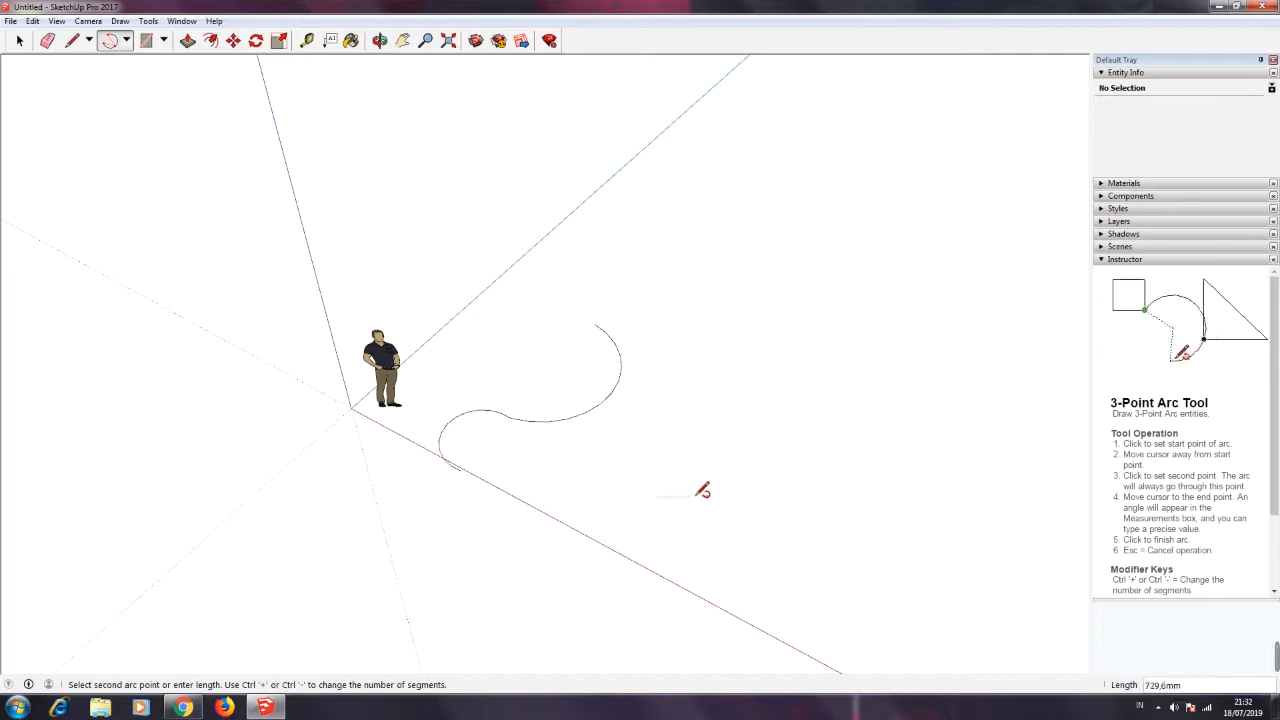 Untitled - SketchUp Pro 2017
File Edit View Camera Draw Tools Window Help
A1
Default Tray
Entity Info
No Selection
Materials
Components
Styles
Layers
Shadows
Scenes
Instructor
3-Point Arc Tool
Draw 3-Point Arc entities.
Tool Operation
1. Click to set start point of arc.
2. Move cursor away from start
point.
3. Click to set second point. The arc
will always go through this point
4. Move cursor to the end point. An
angle will appear in the
Measurements box, and you can
type a precise value.
5. Click to finish arc.
6. Esc = Cancel operation.
Modifier Keys
Ctrl '+' or Ctrl '-' = Change the
number of segments
Select second arc point or enter length. Use Ctrl '+' or Ctrl '-' to change the number of segments.
Length 729,6mm
IN
21:32
18/07/2019